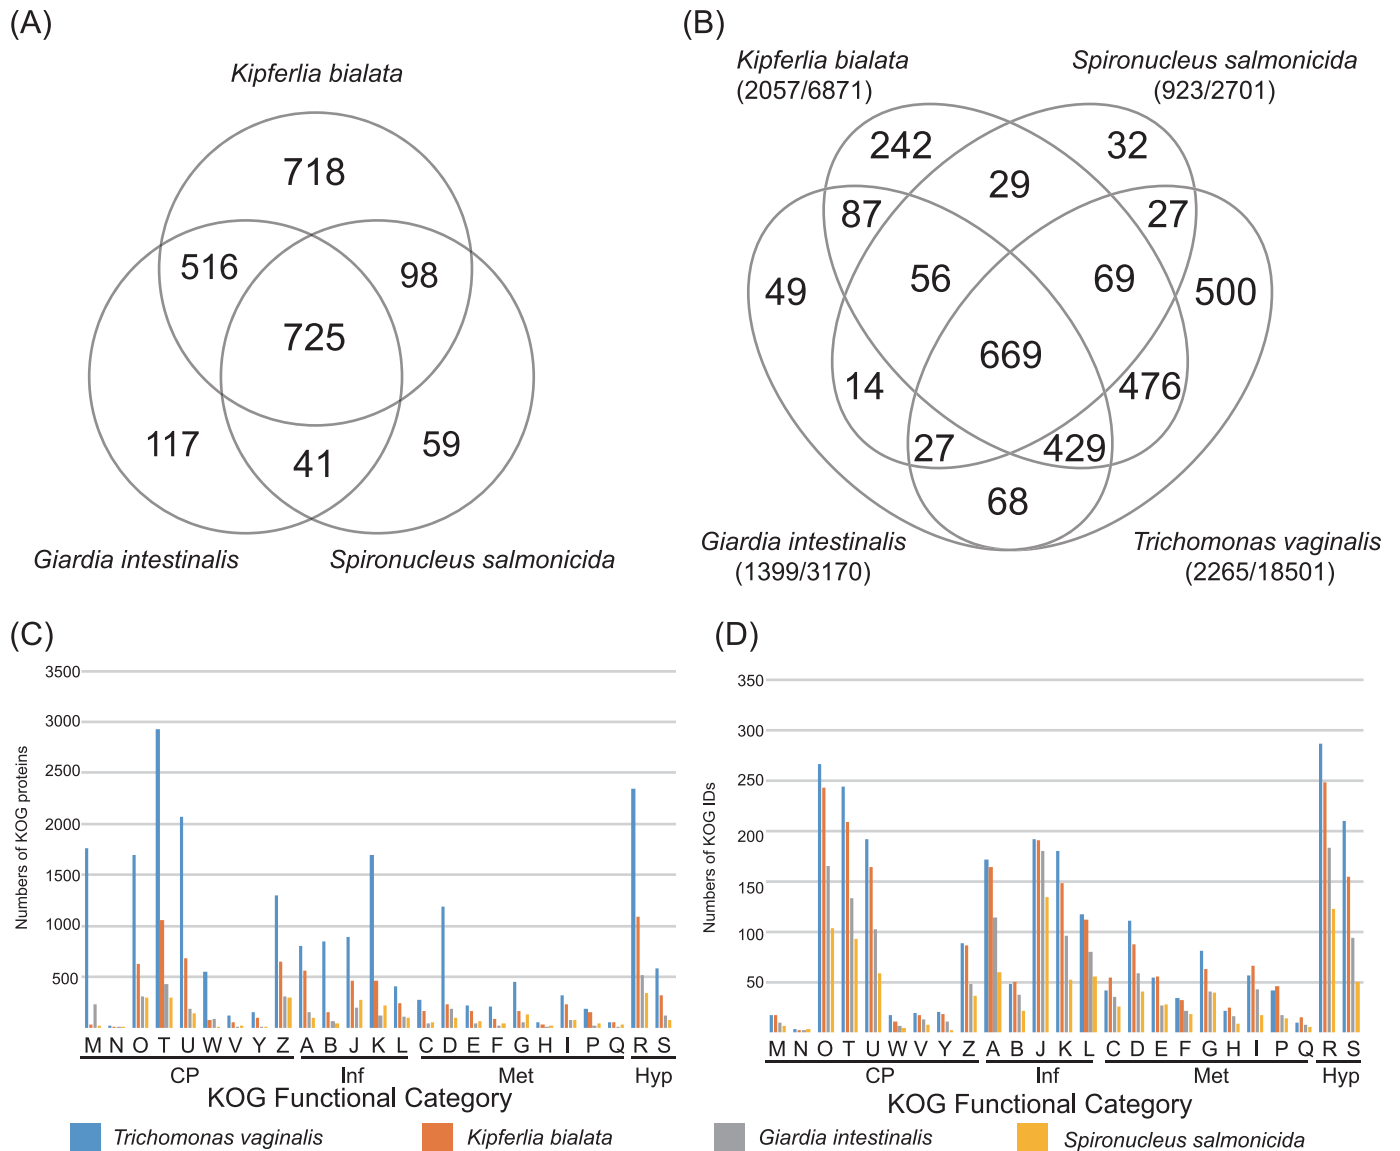 (A)
Kipferlia bialata
718
516
98
725
117
41
59
Giardia intestinalis
Spironucleus salmonicida
(B)
Kipferlia bialata
(2057/6871)
Spironucleus salmonicida
(923/2701)
242
32
29
87
27
49
56
69
500
669
14
476
27
429
68
Giardia intestinalis
(1399/3170)
Trichomonas vaginalis
(2265/18501)
(C)
Numbers of KOG proteins
3500
3000
2500
2000
1500
1000
500
M N O T U W V Y Z A B J K L C D E F G H I P Q R S
CP Inf Met Hyp
KOG Functional Category
(D)
Numbers of KOG IDs
350
300
250
200
150
100
50
M N O T U W V Y Z A B J K L C D E F G H I P Q R S
CP Inf Met Hyp
KOG Functional Category
Trichomonas vaginalis
Kipferlia bialata
Giardia intestinalis
Spironucleus salmonicida